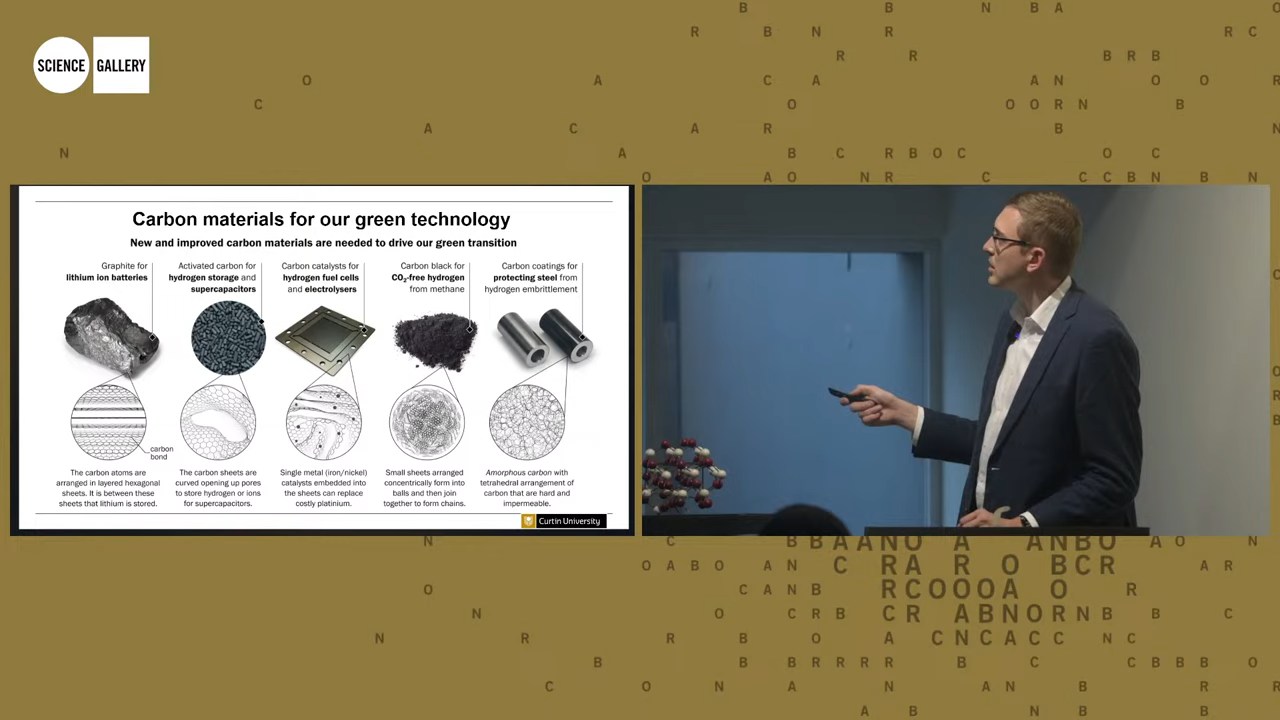 SCIENCE GALLERY
Carbon materials for our green technology
New and improved carbon materials are needed to drive our green transition
Graphite for
lithium ion batteries
Activated carbon for
hydrogen storage and
supercapacitors
Carbon catalysts for
hydrogen fuel cells
and electrolysers
Carbon black for
CO₂-free hydrogen
from methane
Carbon coatings for
protecting steel from
hydrogen embrittlement
carbon
bond
The carbon atoms are
arranged in layered hexagonal
sheets. It is between these
sheets that lithium is stored.
The carbon sheets are
curved opening up pores
to store hydrogen or ions
for supercapacitors.
Single metal (iron/nickel)
catalysts embedded into
the sheets can replace
costly platinium.
Small sheets arranged
concentrically form into
balls and then join
together to form chains.
Amorphous carbon with
tetrahedral arrangement of
carbon that are hard and
impermeable.
Curtin University